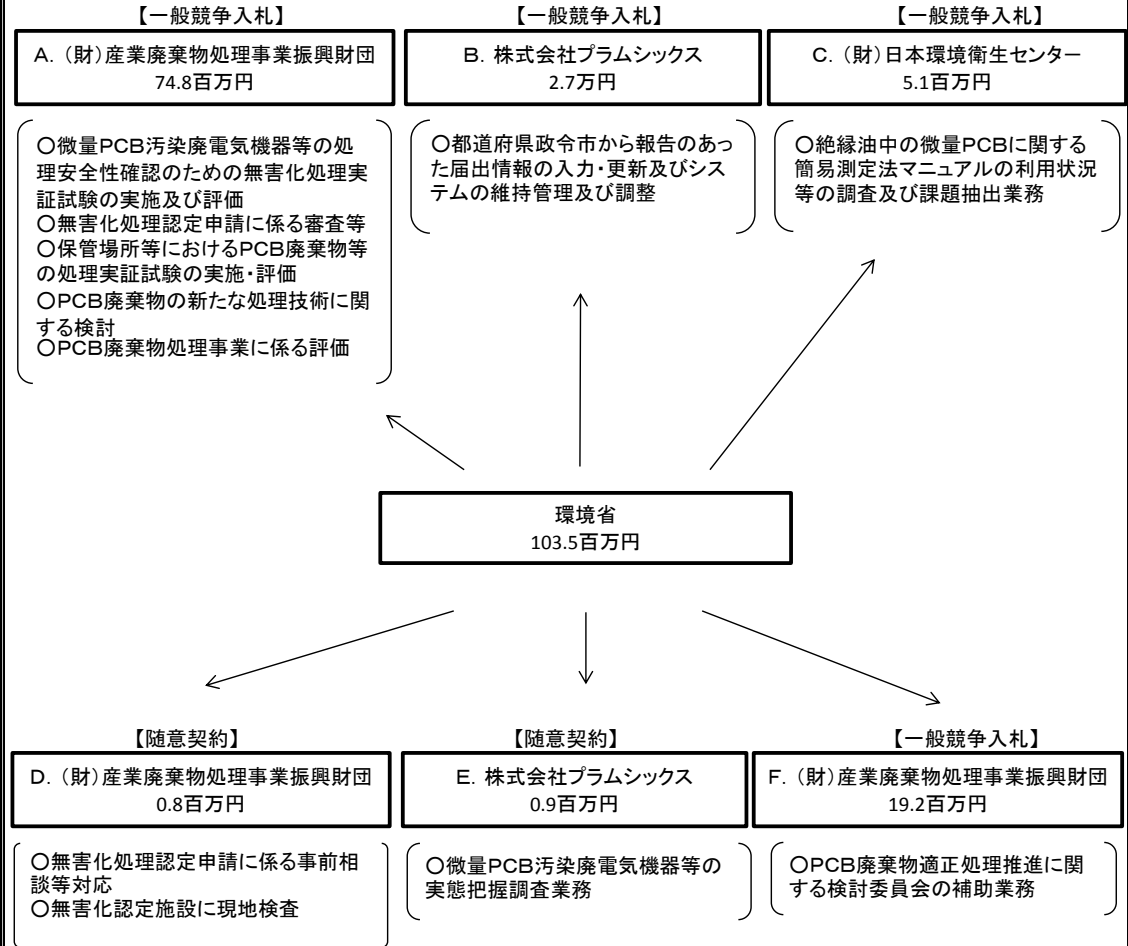 【一般競争入札】
A. (財)産業廃棄物処理事業振興財団
74.8百万円
○微量PCB汚染廃電気機器等の処
理安全性確認のための無害化処理実
証試験の実施及び評価
○無害化処理認定申請に係る審査等
○保管場所等におけるPCB廃棄物等
の処理実証試験の実施・評価
○PCB廃棄物の新たな処理技術に関
する検討
○PCB廃棄物処理事業に係る評価
【一般競争入札】
B. 株式会社プラムシックス
2.7万円
○都道府県政令市から報告のあっ
た届出情報の入力・更新及びシス
テムの維持管理及び調整
【一般競争入札】
C. (財)日本環境衛生センター
5.1百万円
○絶縁油中の微量PCBに関する
簡易測定法マニュアルの利用状況
等の調査及び課題抽出業務
環境省
103.5百万円
【随意契約】
D. (財)産業廃棄物処理事業振興財団
0.8百万円
○無害化処理認定申請に係る事前相
談等対応
○無害化認定施設に現地検査
【随意契約】
E. 株式会社プラムシックス
0.9百万円
○微量PCB汚染廃電気機器等の
実態把握調査業務
【一般競争入札】
F. (財)産業廃棄物処理事業振興財団
19.2百万円
○PCB廃棄物適正処理推進に関
する検討委員会の補助業務